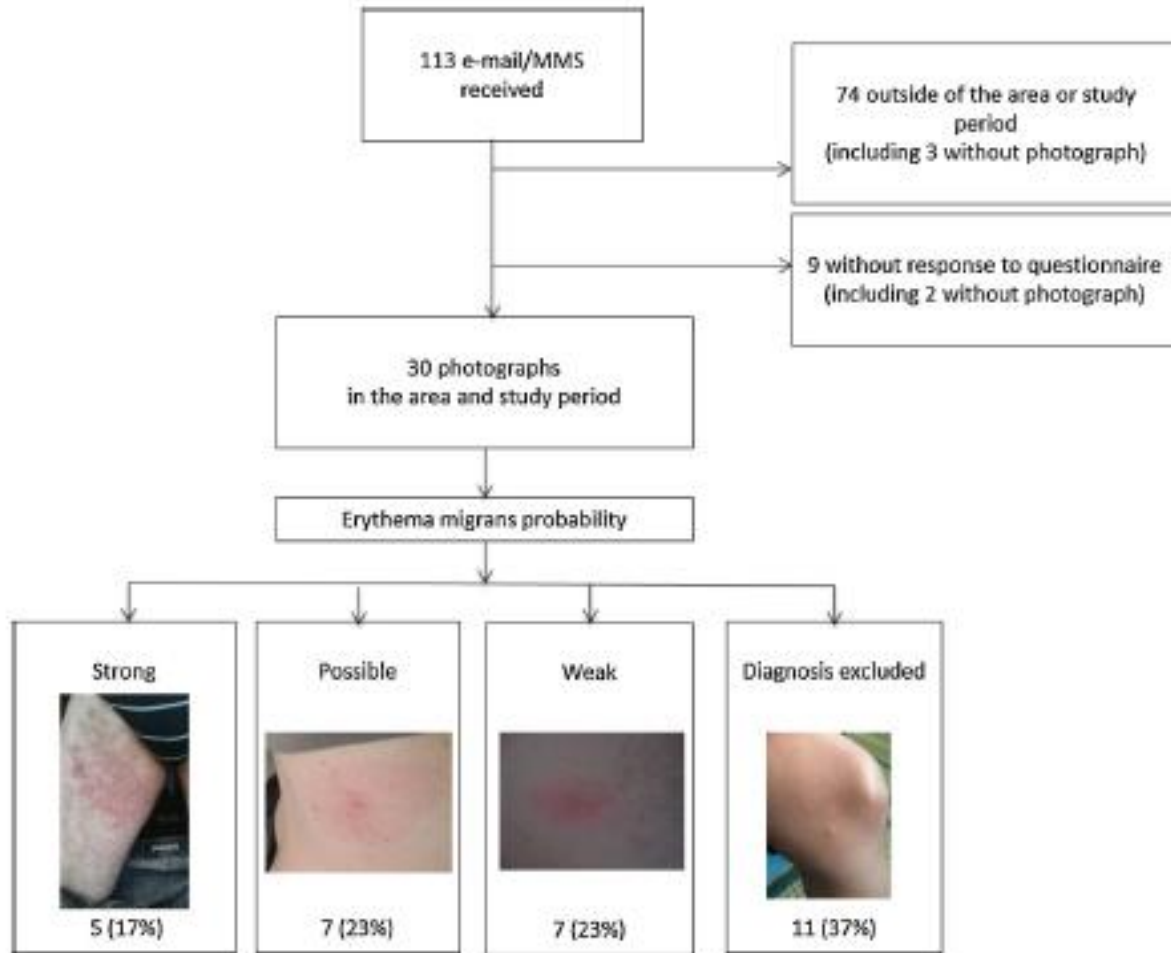 113 e-mail/MMS
received
74 outside of the area or study
period
(including 3 without photograph)
9 without response to questionnaire
(including 2 without photograph)
30 photographs
in the area and study period
Erythema migrans probability
Strong
Possible
Weak
Diagnosis excluded
5 (17%)
7 (23%)
7 (23%)
11 (37%)